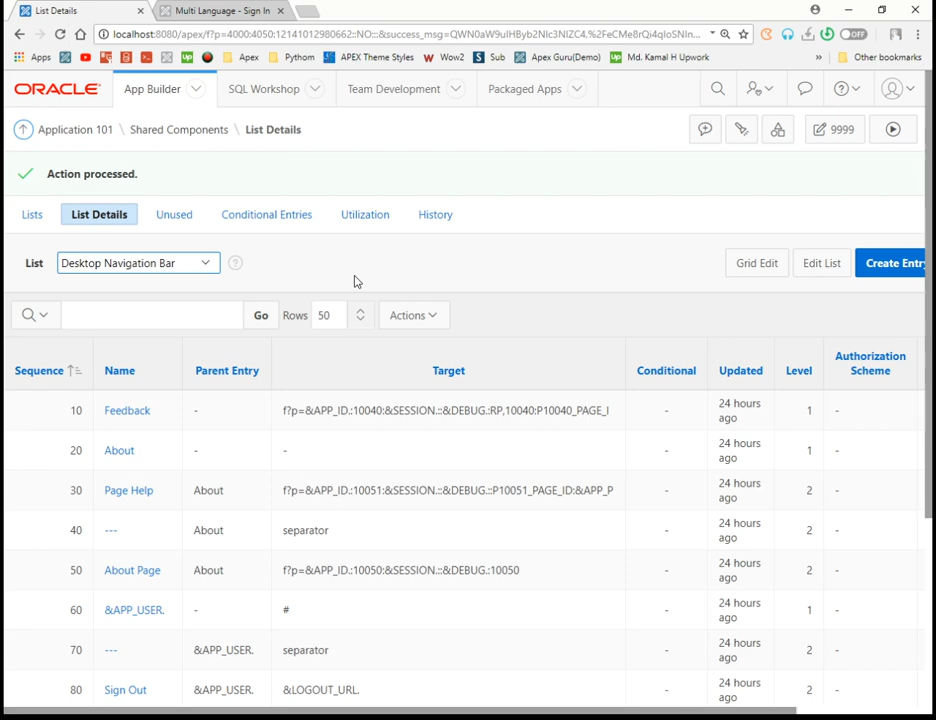 List Details
Multi Language - Sign In
localhost:8080/apex/f?p=4000:4050:12141012980662::NO:::&success_msg=
Apps
Apex
Python
APEX Theme Styles
Wow2
Sub
Apex Guru(Demo)
Md. Kamal H Upwork
»
Other bookmarks
OFF
ORACLE
App Builder
SQL Workshop
Team Development
Packaged Apps
Application 101 \ Shared Components \ List Details
9999
Action processed.
Lists
List Details
Unused
Conditional Entries
Utilization
History
List
Desktop Navigation Bar
?
Grid Edit
Edit List
Create Entry
Go
Rows
50
Actions
Sequence
Name
Parent Entry
Target
Conditional
Updated
Level
Authorization
Scheme
10 Feedback - f?p=&APP_ID.:10040:&SESSION.::&DEBUG.:RP,10040:P10040_PAGE_I - 24 hours ago 1 -
20 About - - - 24 hours ago 1 -
30 Page Help About f?p=&APP_ID.:10051:&SESSION.::&DEBUG.::P10051_PAGE_ID:&APP_P - 24 hours ago 2 -
40 --- About separator - 24 hours ago 2 -
50 About Page About f?p=&APP_ID.:10050:&SESSION.::&DEBUG.:10050 - 24 hours ago 2 -
60 &APP_USER. - # - 24 hours ago 1 -
70 --- &APP_USER. separator - 24 hours ago 2 -
80 Sign Out &APP_USER. &LOGOUT_URL. - 24 hours ago 2 -